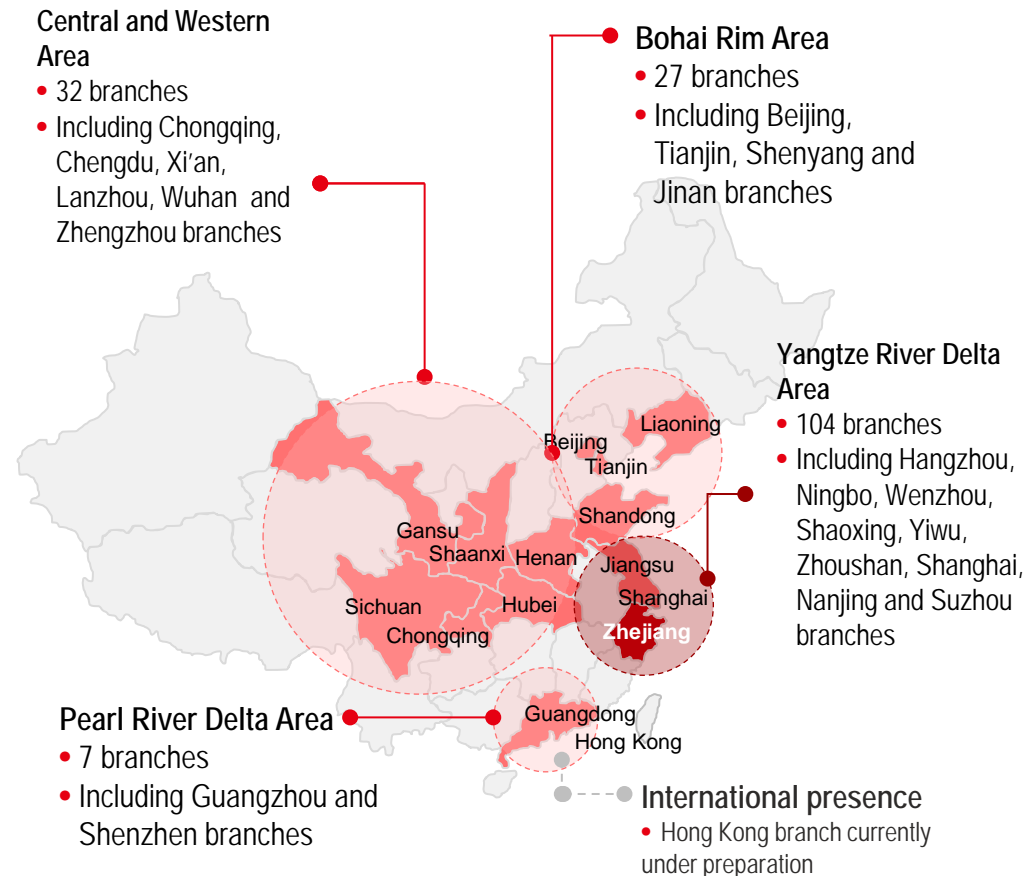 Central and Western
Area
• 32 branches
• Including Chongqing,
Chengdu, Xi'an,
Lanzhou, Wuhan and
Zhengzhou branches
Bohai Rim Area
• 27 branches
• Including Beijing,
Tianjin, Shenyang and
Jinan branches
Yangtze River Delta
Area
• 104 branches
• Including Hangzhou,
Ningbo, Wenzhou,
Shaoxing, Yiwu,
Zhoushan, Shanghai,
Nanjing and Suzhou
branches
Liaoning
Beijing
Tianjin
Shandong
Gansu
Shaanxi
Henan
Jiangsu
Shanghai
Sichuan
Hubei
Chongqing
Zhejiang
Guangdong
Hong Kong
Pearl River Delta Area
• 7 branches
• Including Guangzhou and
Shenzhen branches
International presence
• Hong Kong branch currently
under preparation